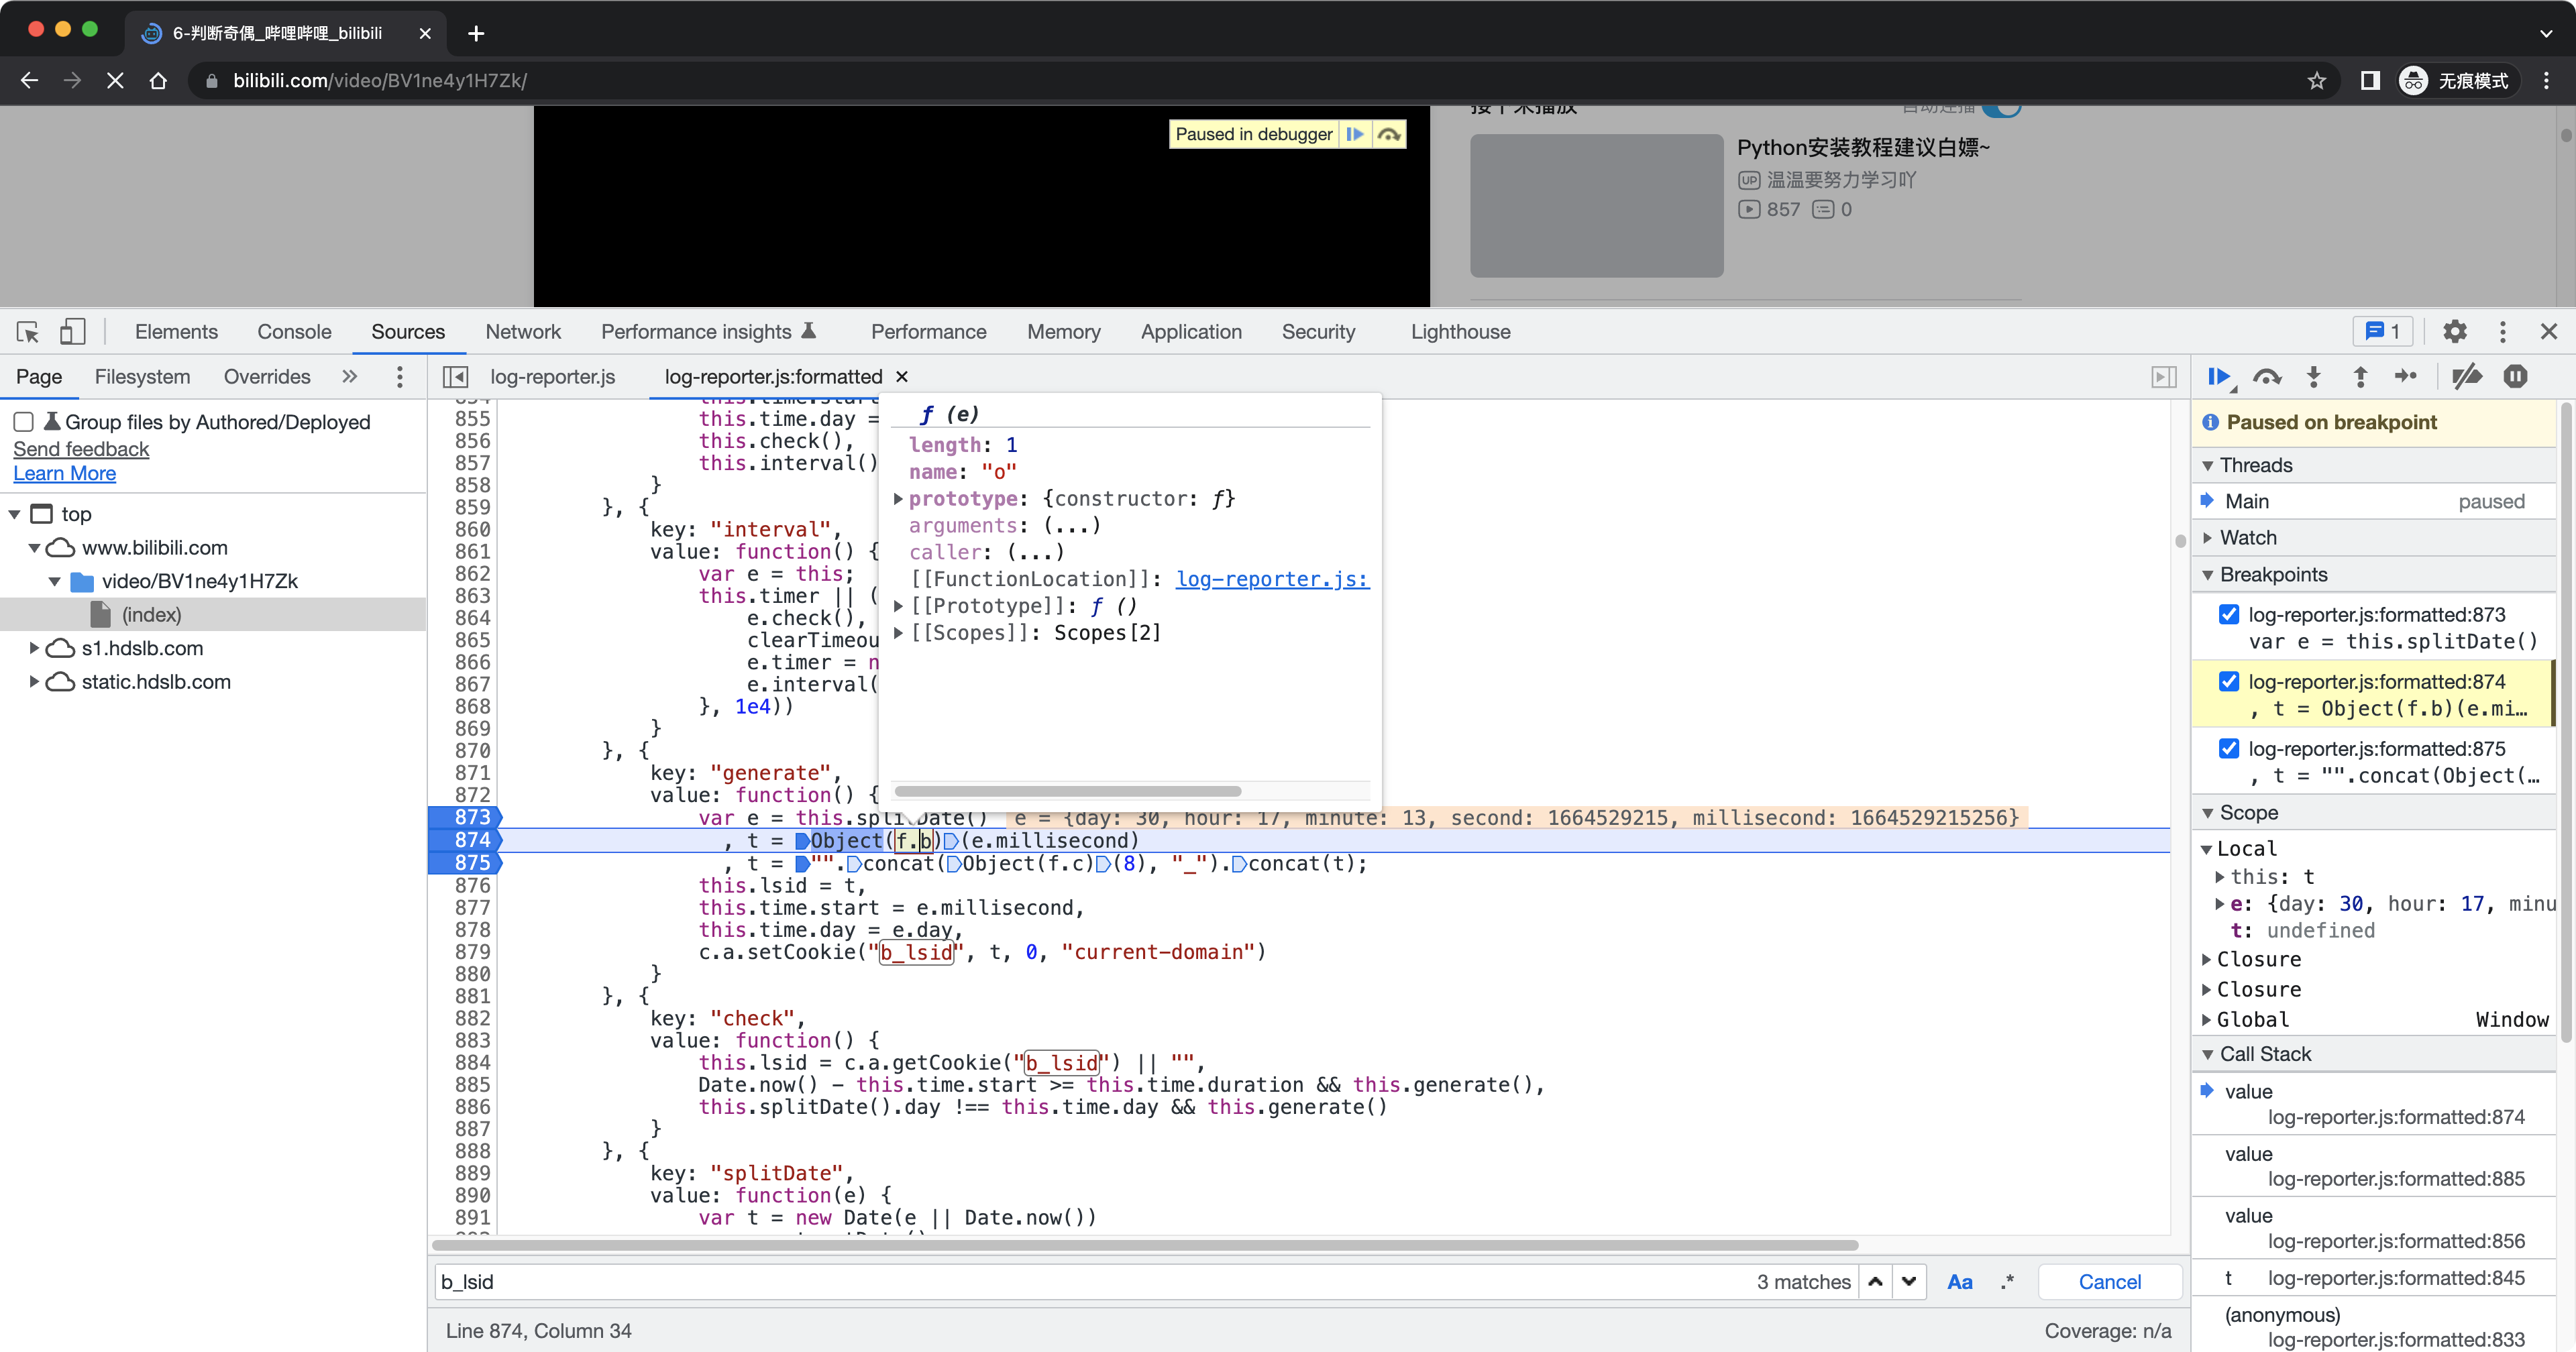 6-判断奇偶_哔哩哔哩_bilibili
bilibili.com/video/BV1ne4y1H7Zk/
无痕模式
Paused in debugger
接下来播放
自动连播
Python安装教程建议白嫖~
UP 温温要努力学习吖
857 0
Elements Console Sources Network Performance insights Performance Memory Application Security Lighthouse 1
Page Filesystem Overrides
log-reporter.js log-reporter.js:formatted
Group files by Authored/Deployed
Send feedback
Learn More
top
www.bilibili.com
video/BV1ne4y1H7Zk
(index)
s1.hdslb.com
static.hdslb.com
855 this.time.day =
856 this.check(),
857 this.interval()
858 }
859 }, {
860 key: "interval",
861 value: function() {
862 var e = this;
863 this.timer || (
864 e.check(),
865 clearTimeou
866 e.timer = n
867 e.interval(
868 }, 1e4))
869 }
870 }, {
871 key: "generate",
872 value: function() {
873 var e = this.splitDate() e = {day: 30, hour: 17, minute: 13, second: 1664529215, millisecond: 1664529215256}
874 , t = Object(f.b)(e.millisecond)
875 , t = "".concat(Object(f.c)(8), "_").concat(t);
876 this.lsid = t,
877 this.time.start = e.millisecond,
878 this.time.day = e.day,
879 c.a.setCookie("b_lsid", t, 0, "current-domain")
880 }
881 }, {
882 key: "check",
883 value: function() {
884 this.lsid = c.a.getCookie("b_lsid") || "",
885 Date.now() - this.time.start >= this.time.duration && this.generate(),
886 this.splitDate().day !== this.time.day && this.generate()
887 }
888 }, {
889 key: "splitDate",
890 value: function(e) {
891 var t = new Date(e || Date.now())
ƒ (e)
length: 1
name: "o"
prototype: {constructor: ƒ}
arguments: (...)
caller: (...)
[[FunctionLocation]]: log-reporter.js:
[[Prototype]]: ƒ ()
[[Scopes]]: Scopes[2]
b_lsid 3 matches Aa .* Cancel
Line 874, Column 34 Coverage: n/a
Paused on breakpoint
Threads
Main paused
Watch
Breakpoints
log-reporter.js:formatted:873
var e = this.splitDate()
log-reporter.js:formatted:874
, t = Object(f.b)(e.mi…
log-reporter.js:formatted:875
, t = "".concat(Object(…
Scope
Local
this: t
e: {day: 30, hour: 17, minu
t: undefined
Closure
Closure
Global Window
Call Stack
value
log-reporter.js:formatted:874
value
log-reporter.js:formatted:885
value
log-reporter.js:formatted:856
t log-reporter.js:formatted:845
(anonymous)
log-reporter.js:formatted:833